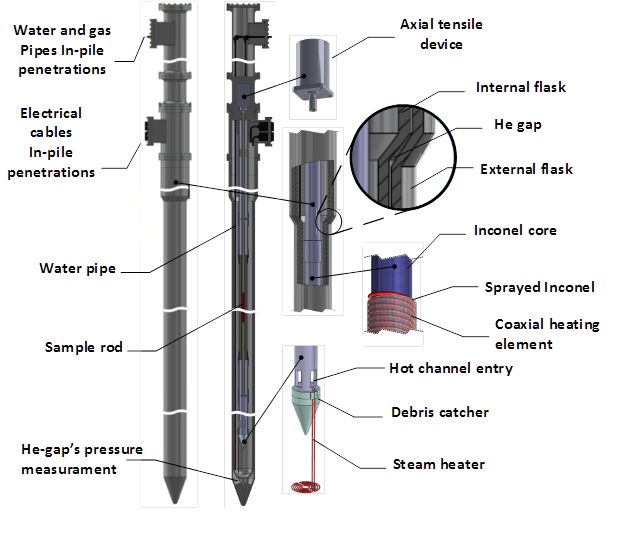 Water and gas
Pipes In-pile
penetrations
Axial tensile
device
Internal flask
He gap
External flask
Electrical
cables
In-pile
penetrations
Inconel core
Water pipe
Sprayed Inconel
Coaxial heating
element
Sample rod
Hot channel entry
Debris catcher
He-gap's pressure
measurament
Steam heater